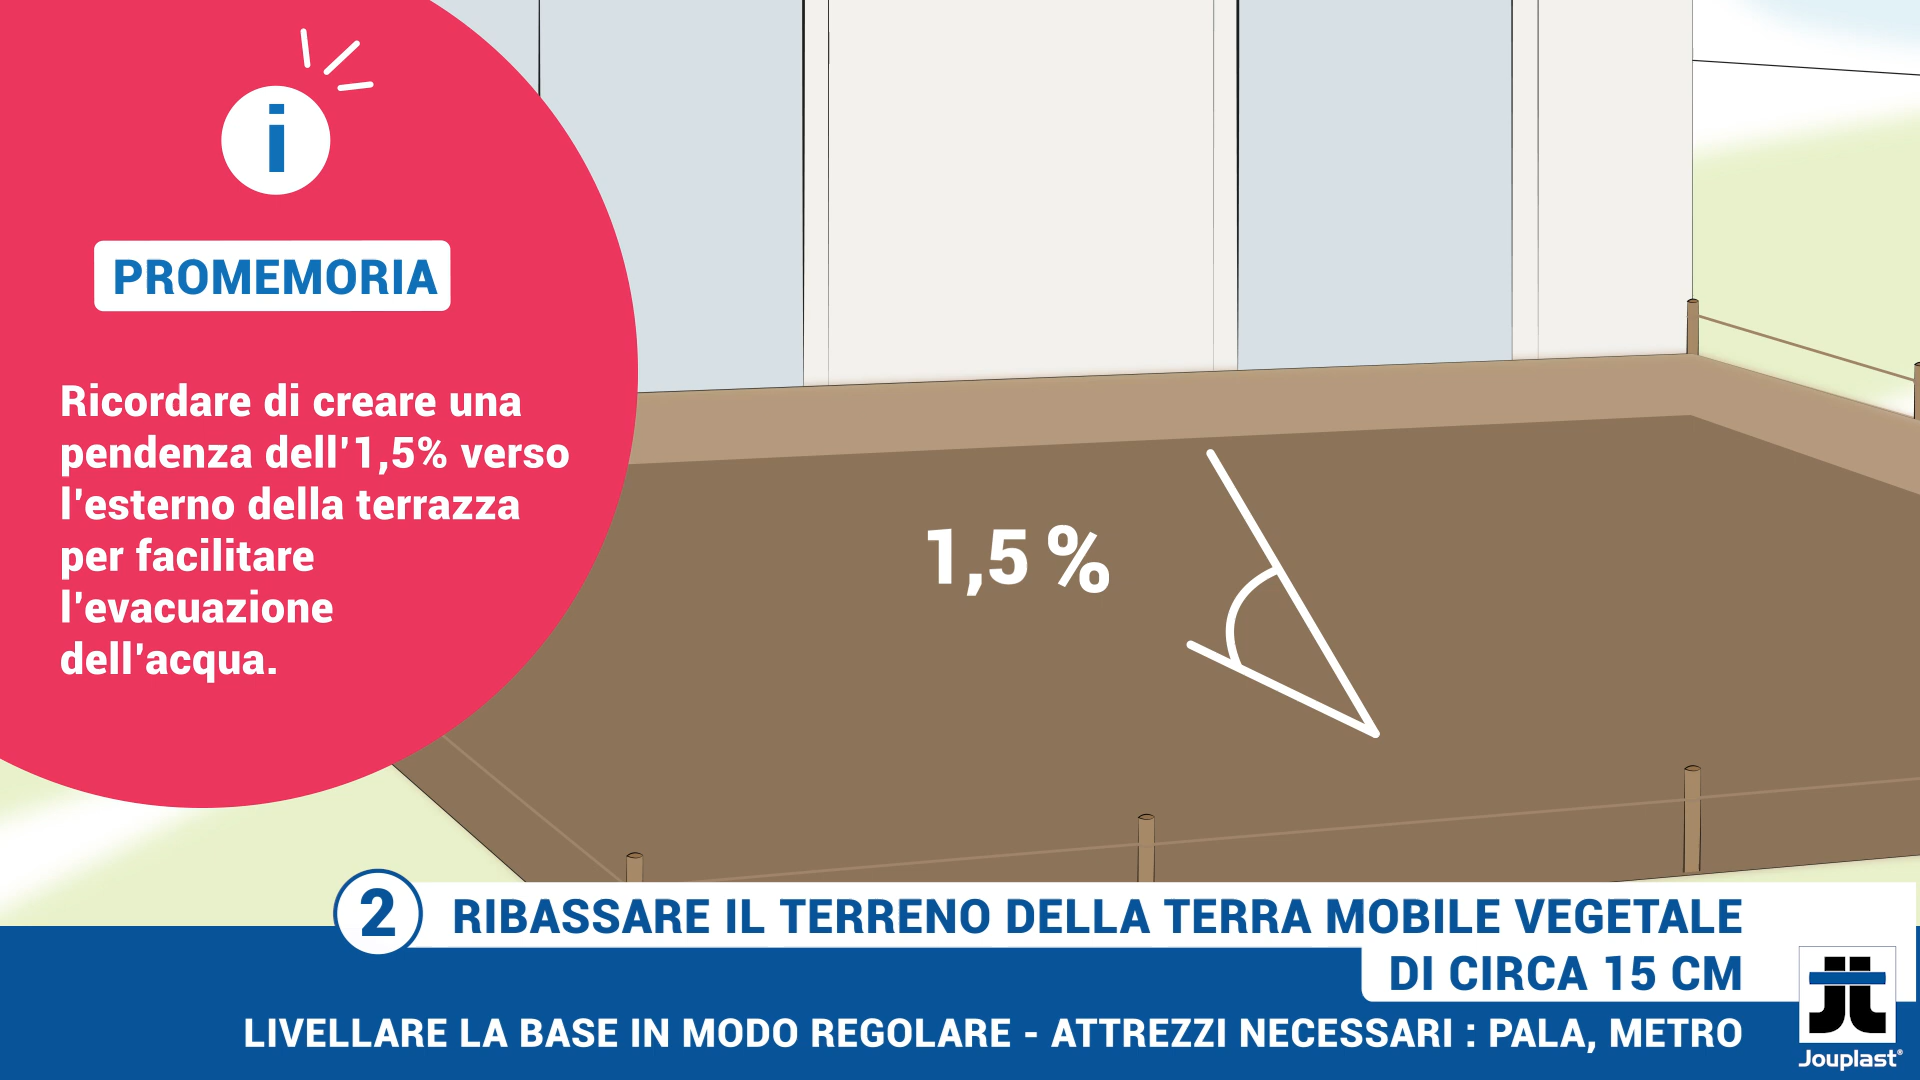 i
PROMEMORIA
Ricordare di creare una
pendenza dell'1,5% verso
l'esterno della terrazza
per facilitare
l'evacuazione
dell'acqua.
1,5 %
2 RIBASSARE IL TERRENO DELLA TERRA MOBILE VEGETALE
DI CIRCA 15 CM
LIVELLARE LA BASE IN MODO REGOLARE - ATTREZZI NECESSARI : PALA, METRO
Jouplast®